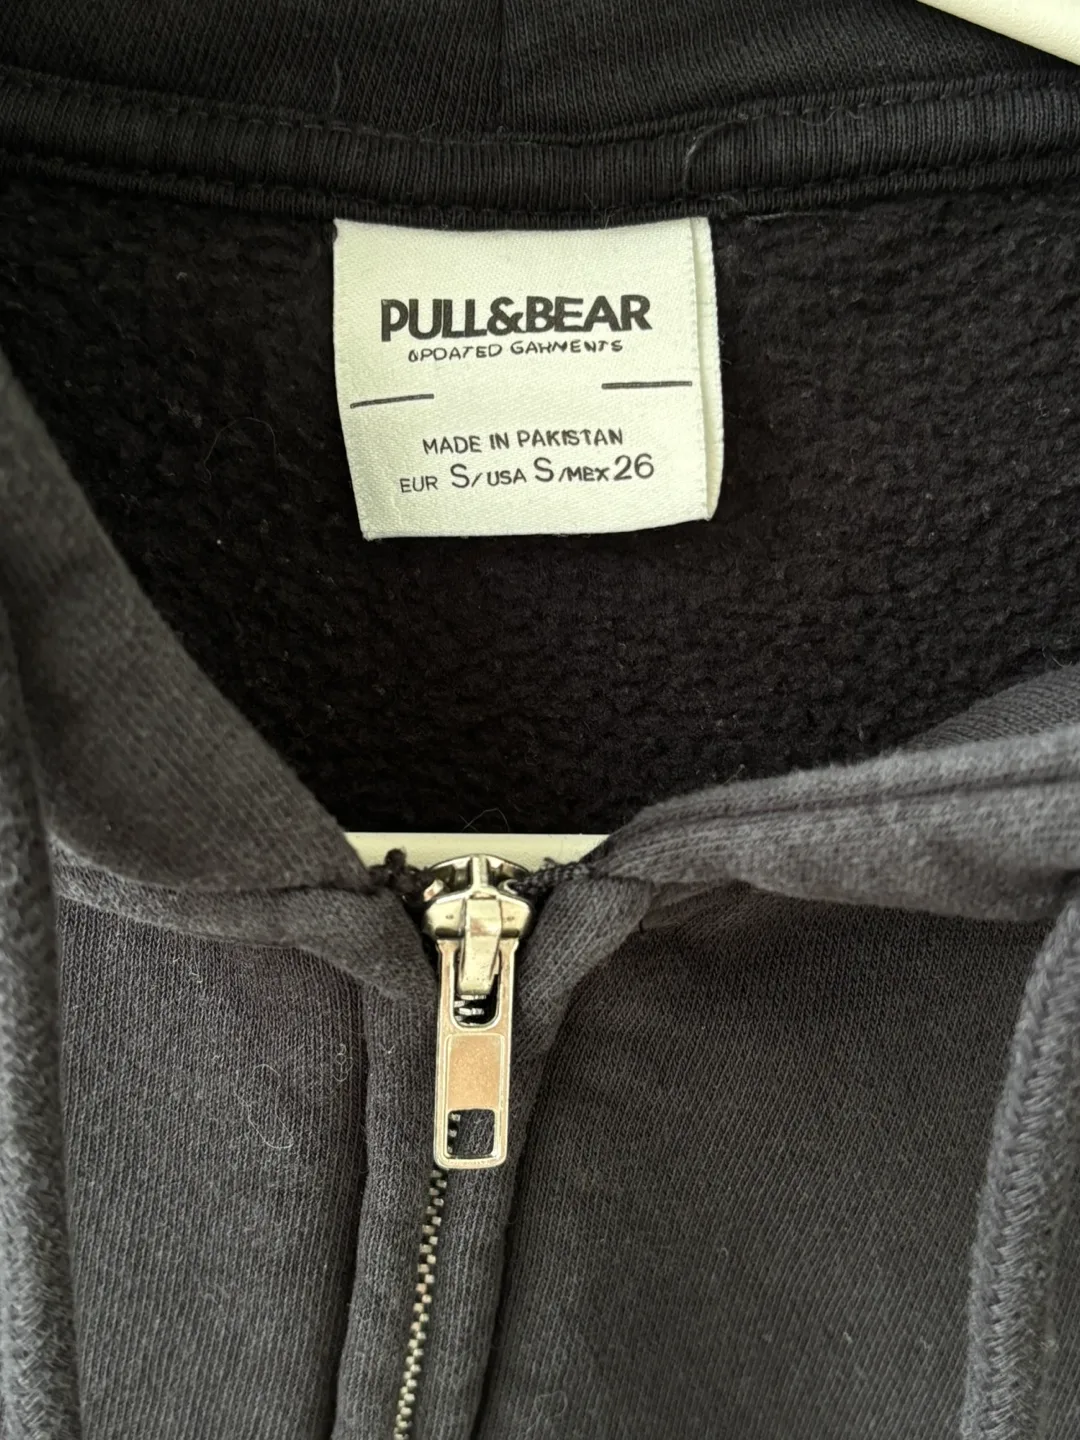 PULL&BEAR
UPDATED GARMENTS
MADE IN PAKISTAN
EUR S/USA S/MEX 26